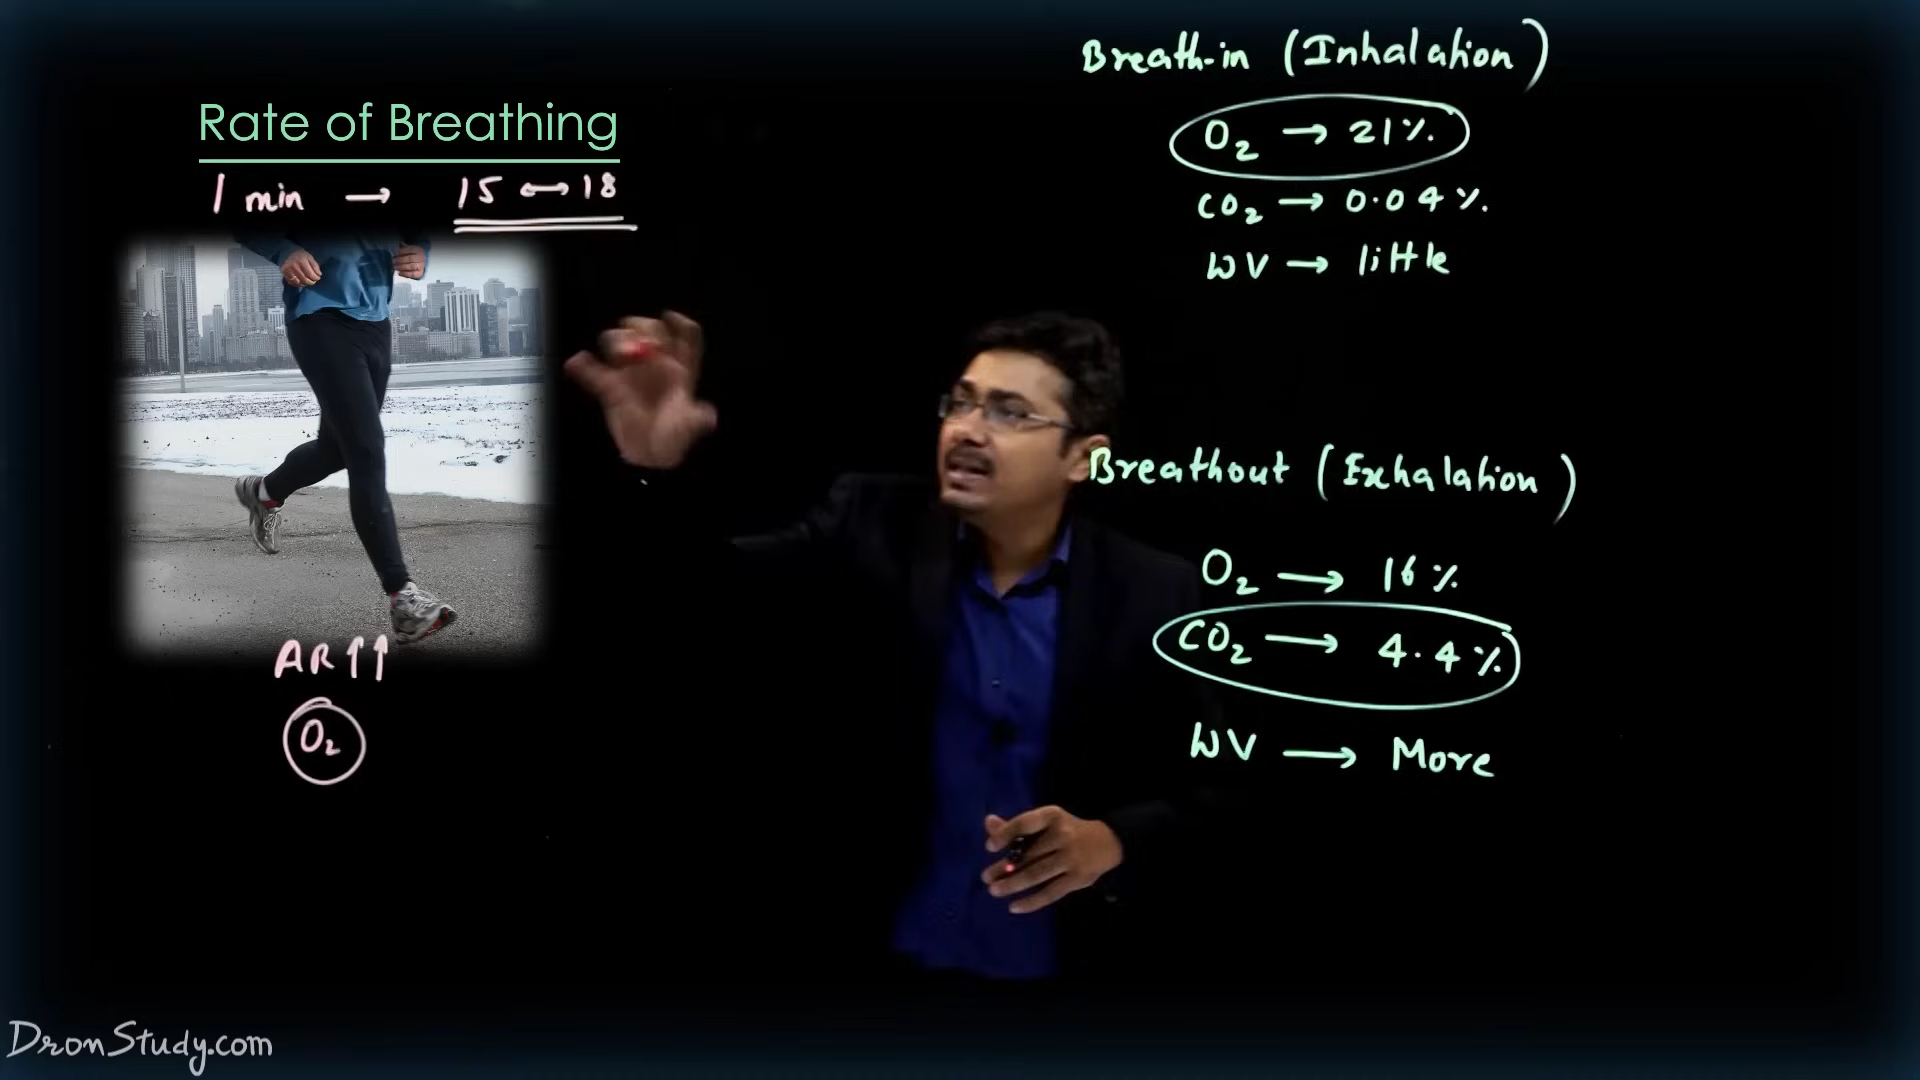 Rate of Breathing
1 min → 15 ↔ 18
AR↑↑
O₂
Breath-in (Inhalation)
O₂ → 21%.
CO₂ → 0.04%.
WV → little
Breathout (Exhalation)
O₂ → 16%
CO₂ → 4.4%
WV → More
DronStudy.com